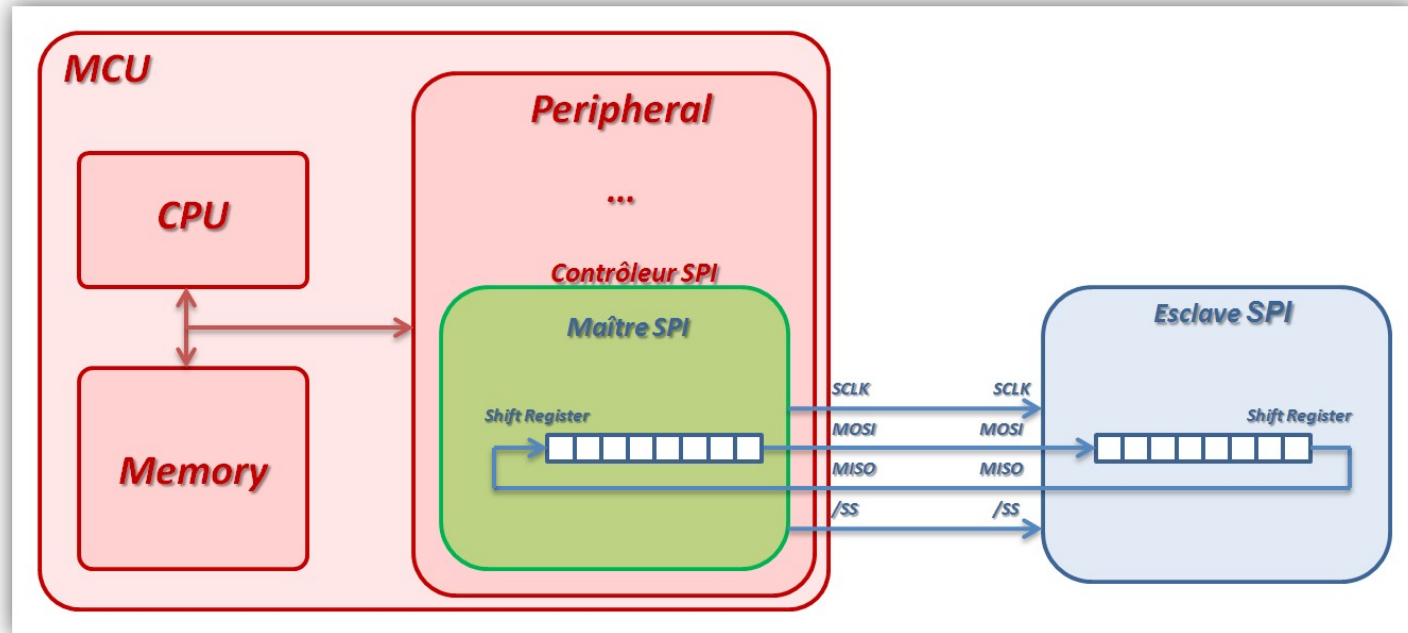 MCU
Peripheral
CPU
...
Contrôleur SPI
Maître SPI
Esclave SPI
Memory
SCLK SCLK
Shift Register
Shift Register
MOSI MOSI
MISO MISO
/SS /SS